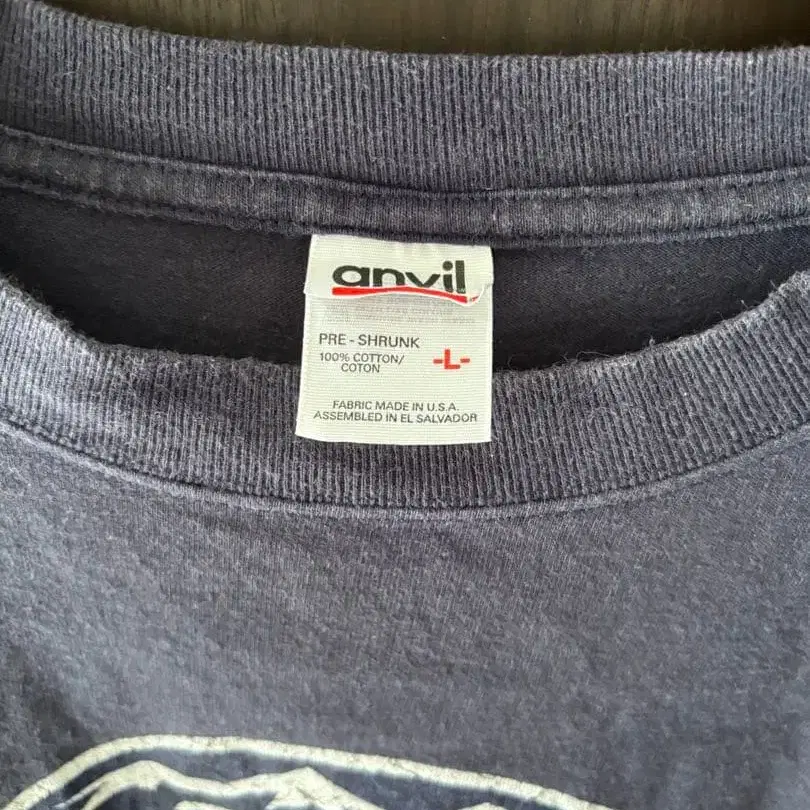 anvil
PRE - SHRUNK
100% COTTON/
COTON
-L-
FABRIC MADE IN U.S.A.
ASSEMBLED IN EL SALVADOR